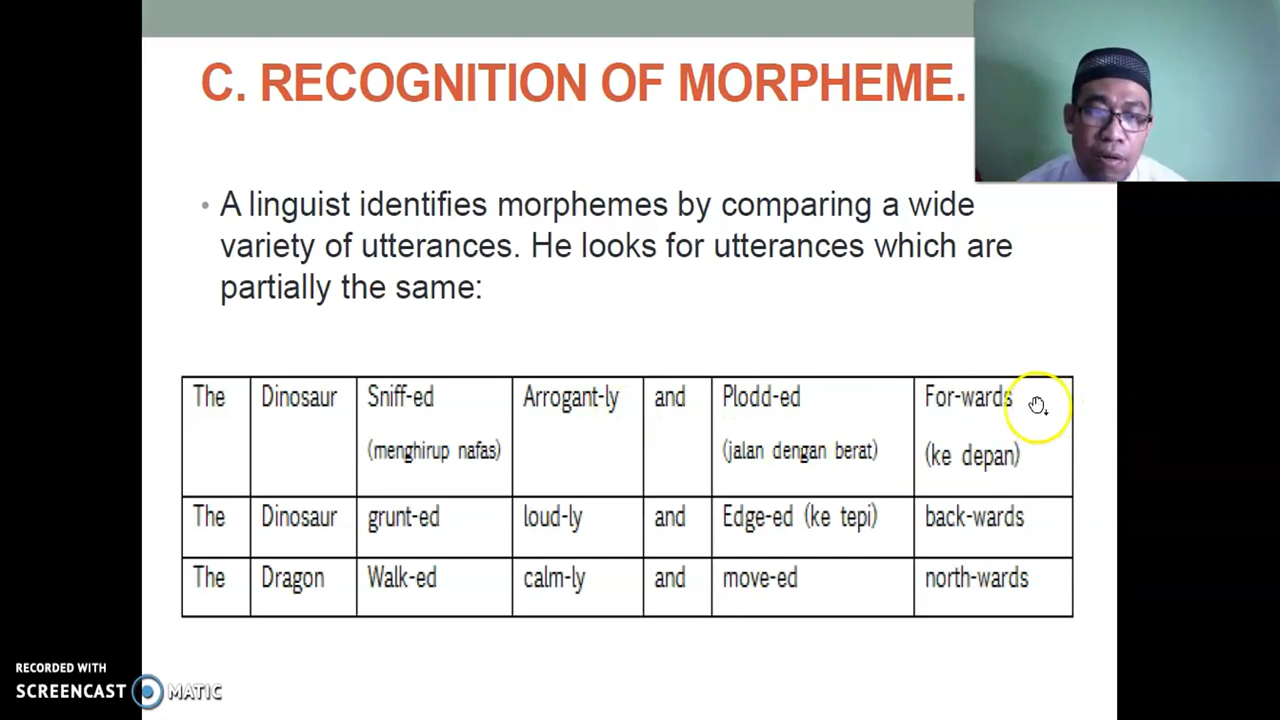 C. RECOGNITION OF MORPHEME.
• A linguist identifies morphemes by comparing a wide
variety of utterances. He looks for utterances which are
partially the same:
The Dinosaur Sniff-ed Arrogant-ly and Plodd-ed For-wards
(menghirup nafas) (jalan dengan berat) (ke depan)
The Dinosaur grunt-ed loud-ly and Edge-ed (ke tepi) back-wards
The Dragon Walk-ed calm-ly and move-ed north-wards
RECORDED WITH
SCREENCAST MATIC